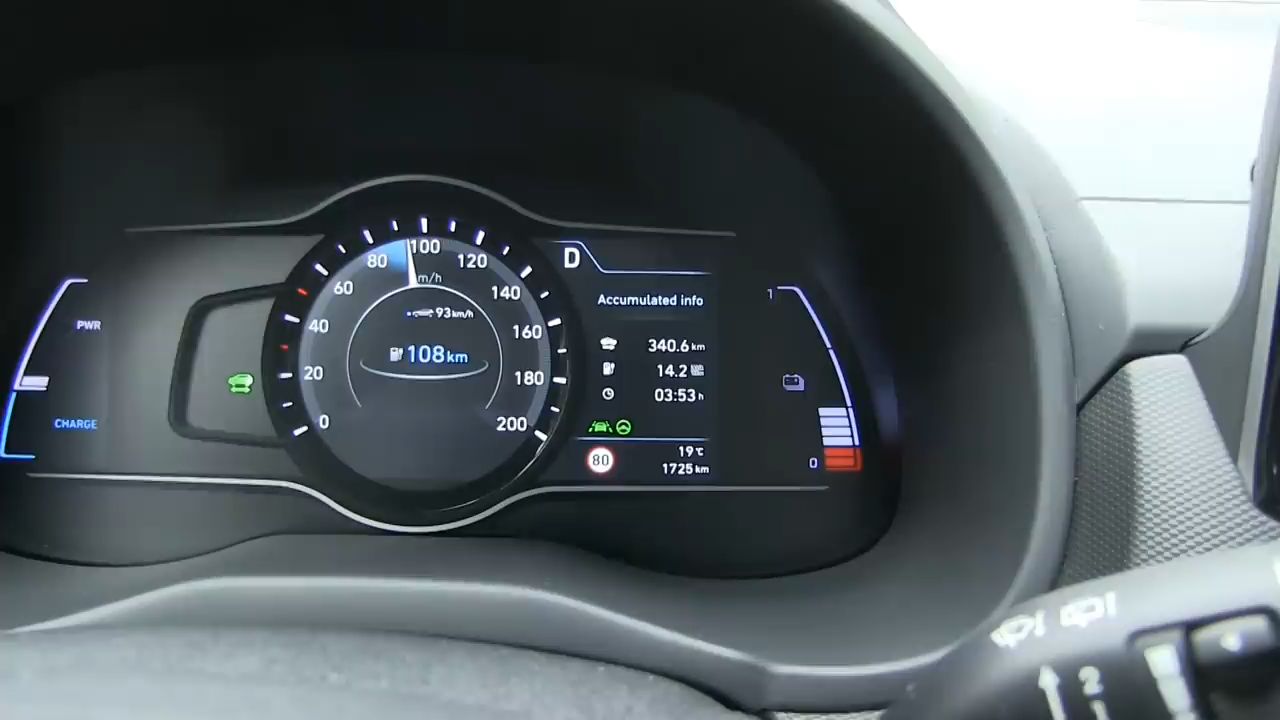 PWR
CHARGE
0
20
40
60
80
100
120
140
160
180
200
m/h
93km/h
108km
D
Accumulated info
340.6 km
14.2
03:53 h
80
19°C
1725 km
1
0
2
1